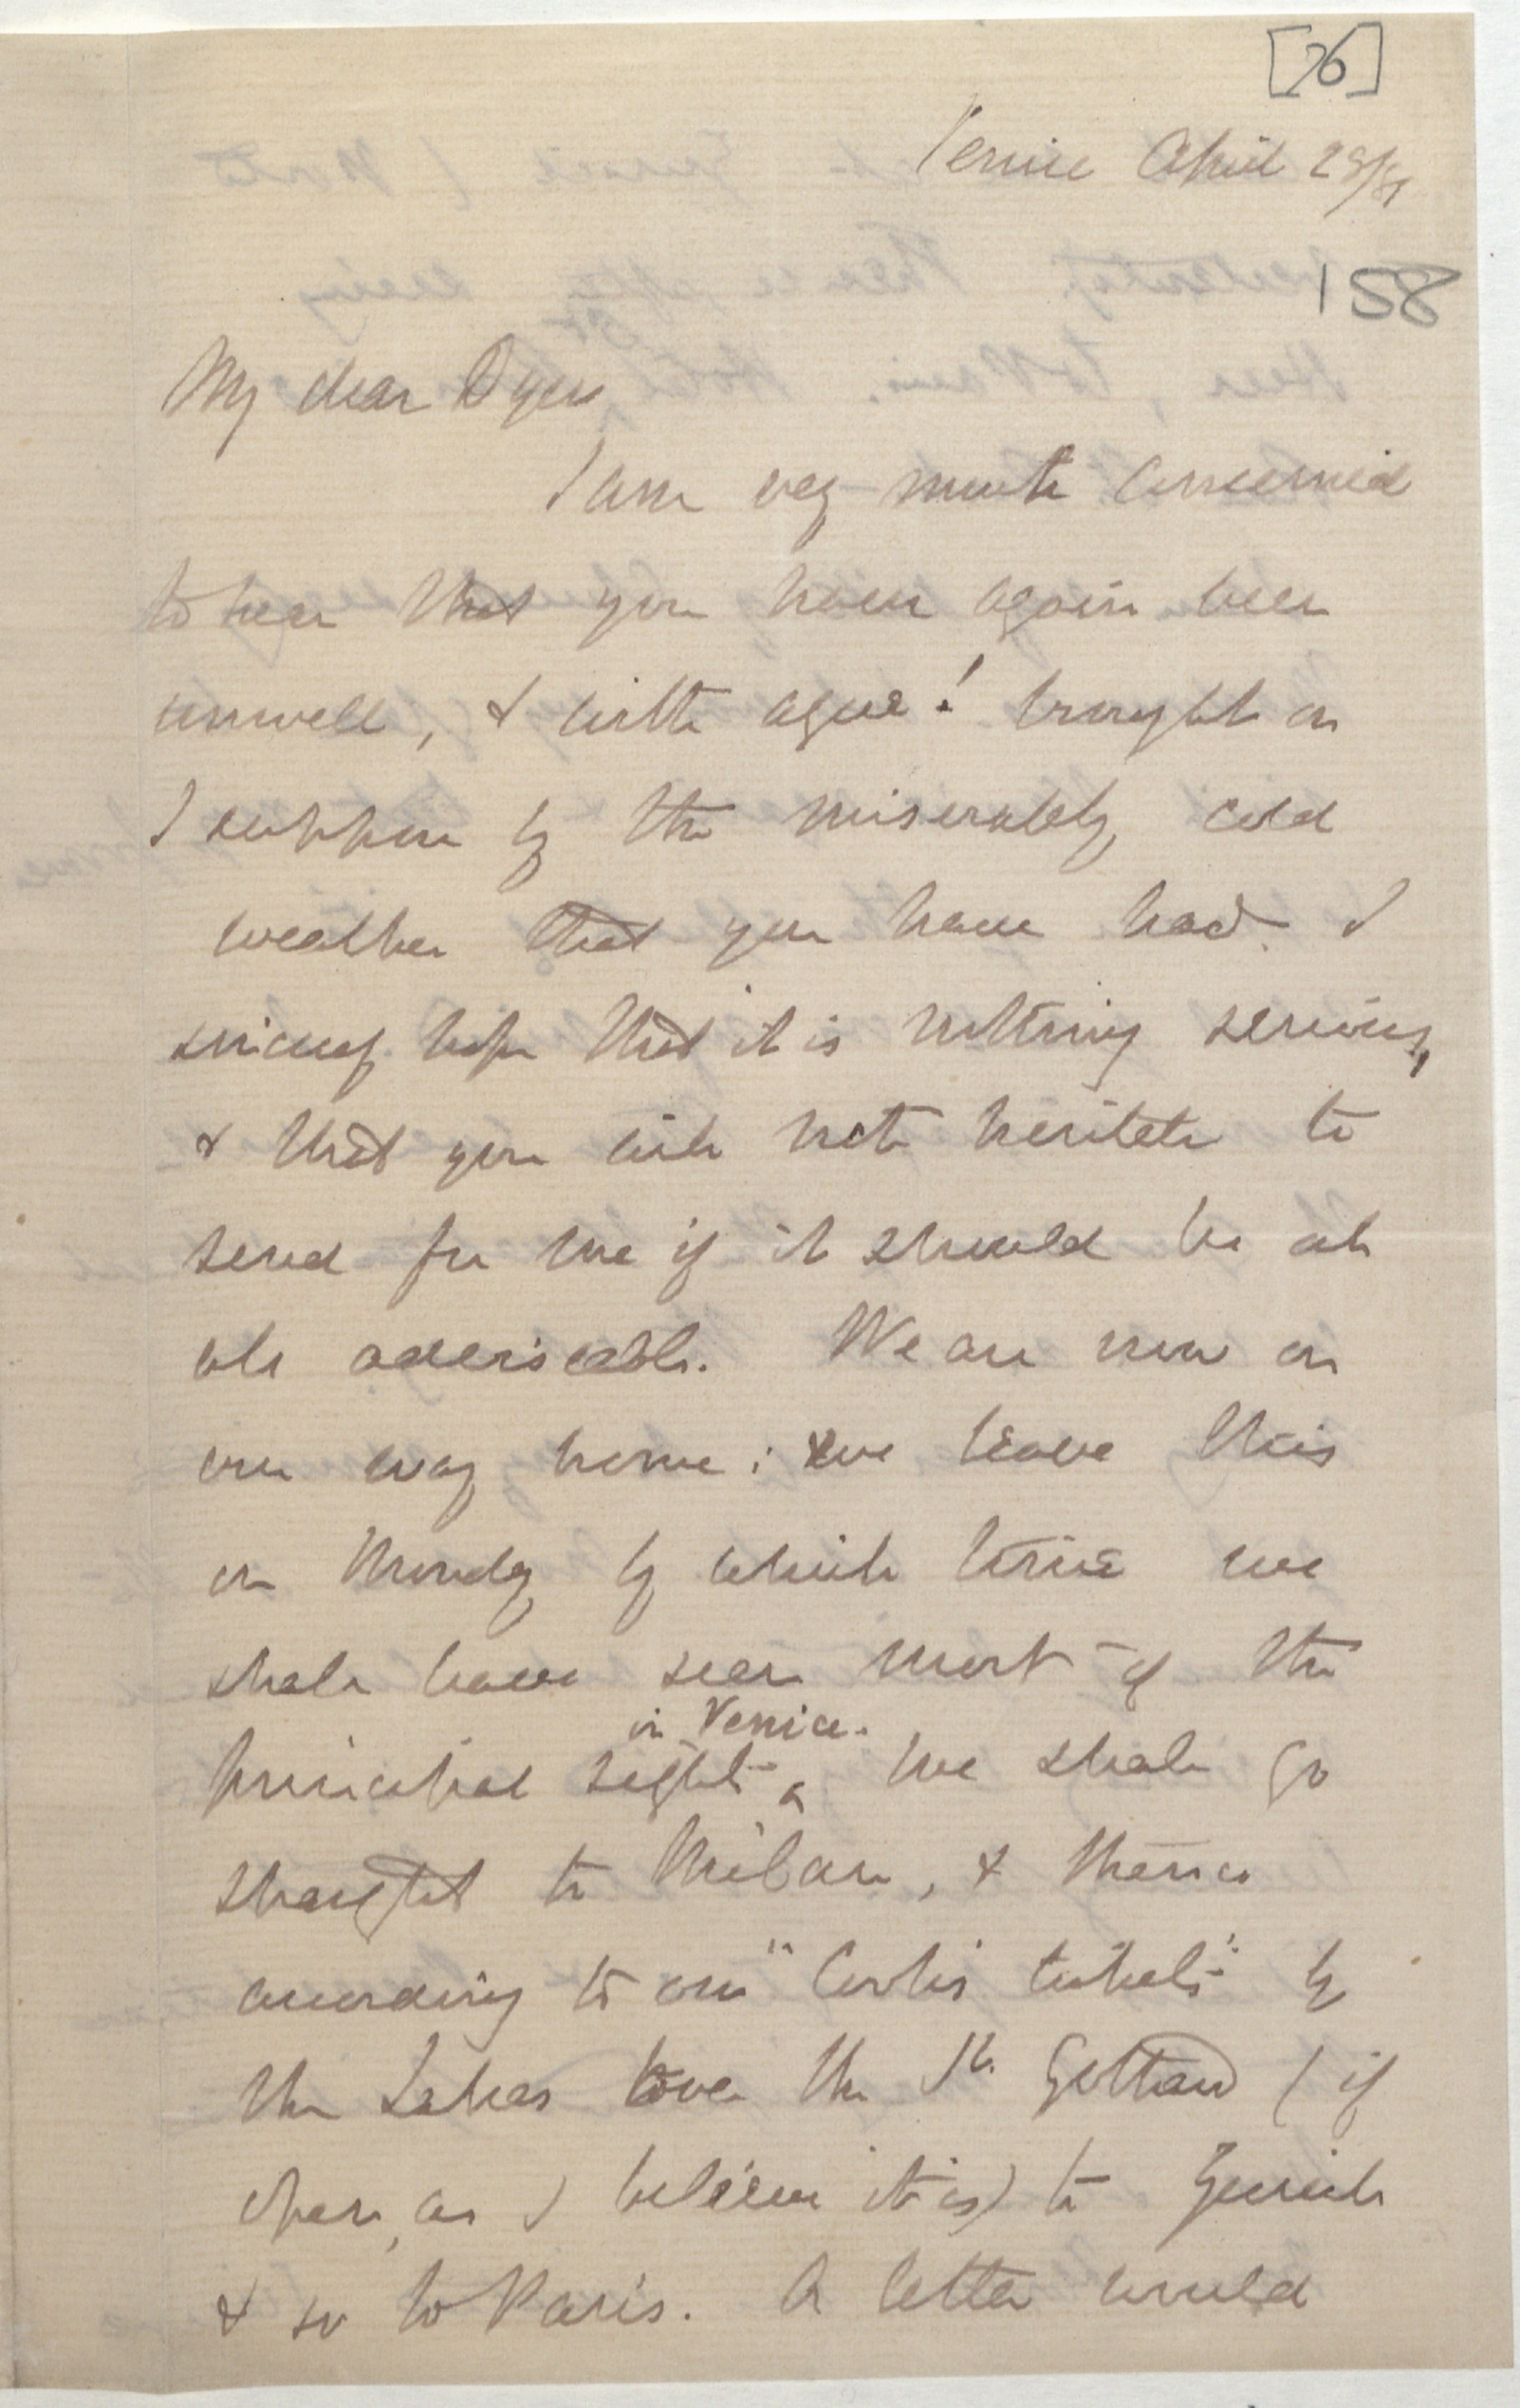 [76]
Venice April 28/81
158
My dear Dyer
I am very much concerned
to hear that you have again been
unwell, & with ague! brought on
I suppose by the miserably cold
weather that you have had. I
sincerely hope that it is nothing serious,
& that you will not hesitate to
send for me if it should be at
all adviseable. We are now on
our way home: & we leave this
on Monday by which time we
shall have seen most of the
principal sights in Venice. We shall go
straight to Milan, & thence
according to our "Cooks tickets" by
the Lakes & over the St. Gottard (if
open, as I believe it is) to Zurich
& so to Paris. A letter would